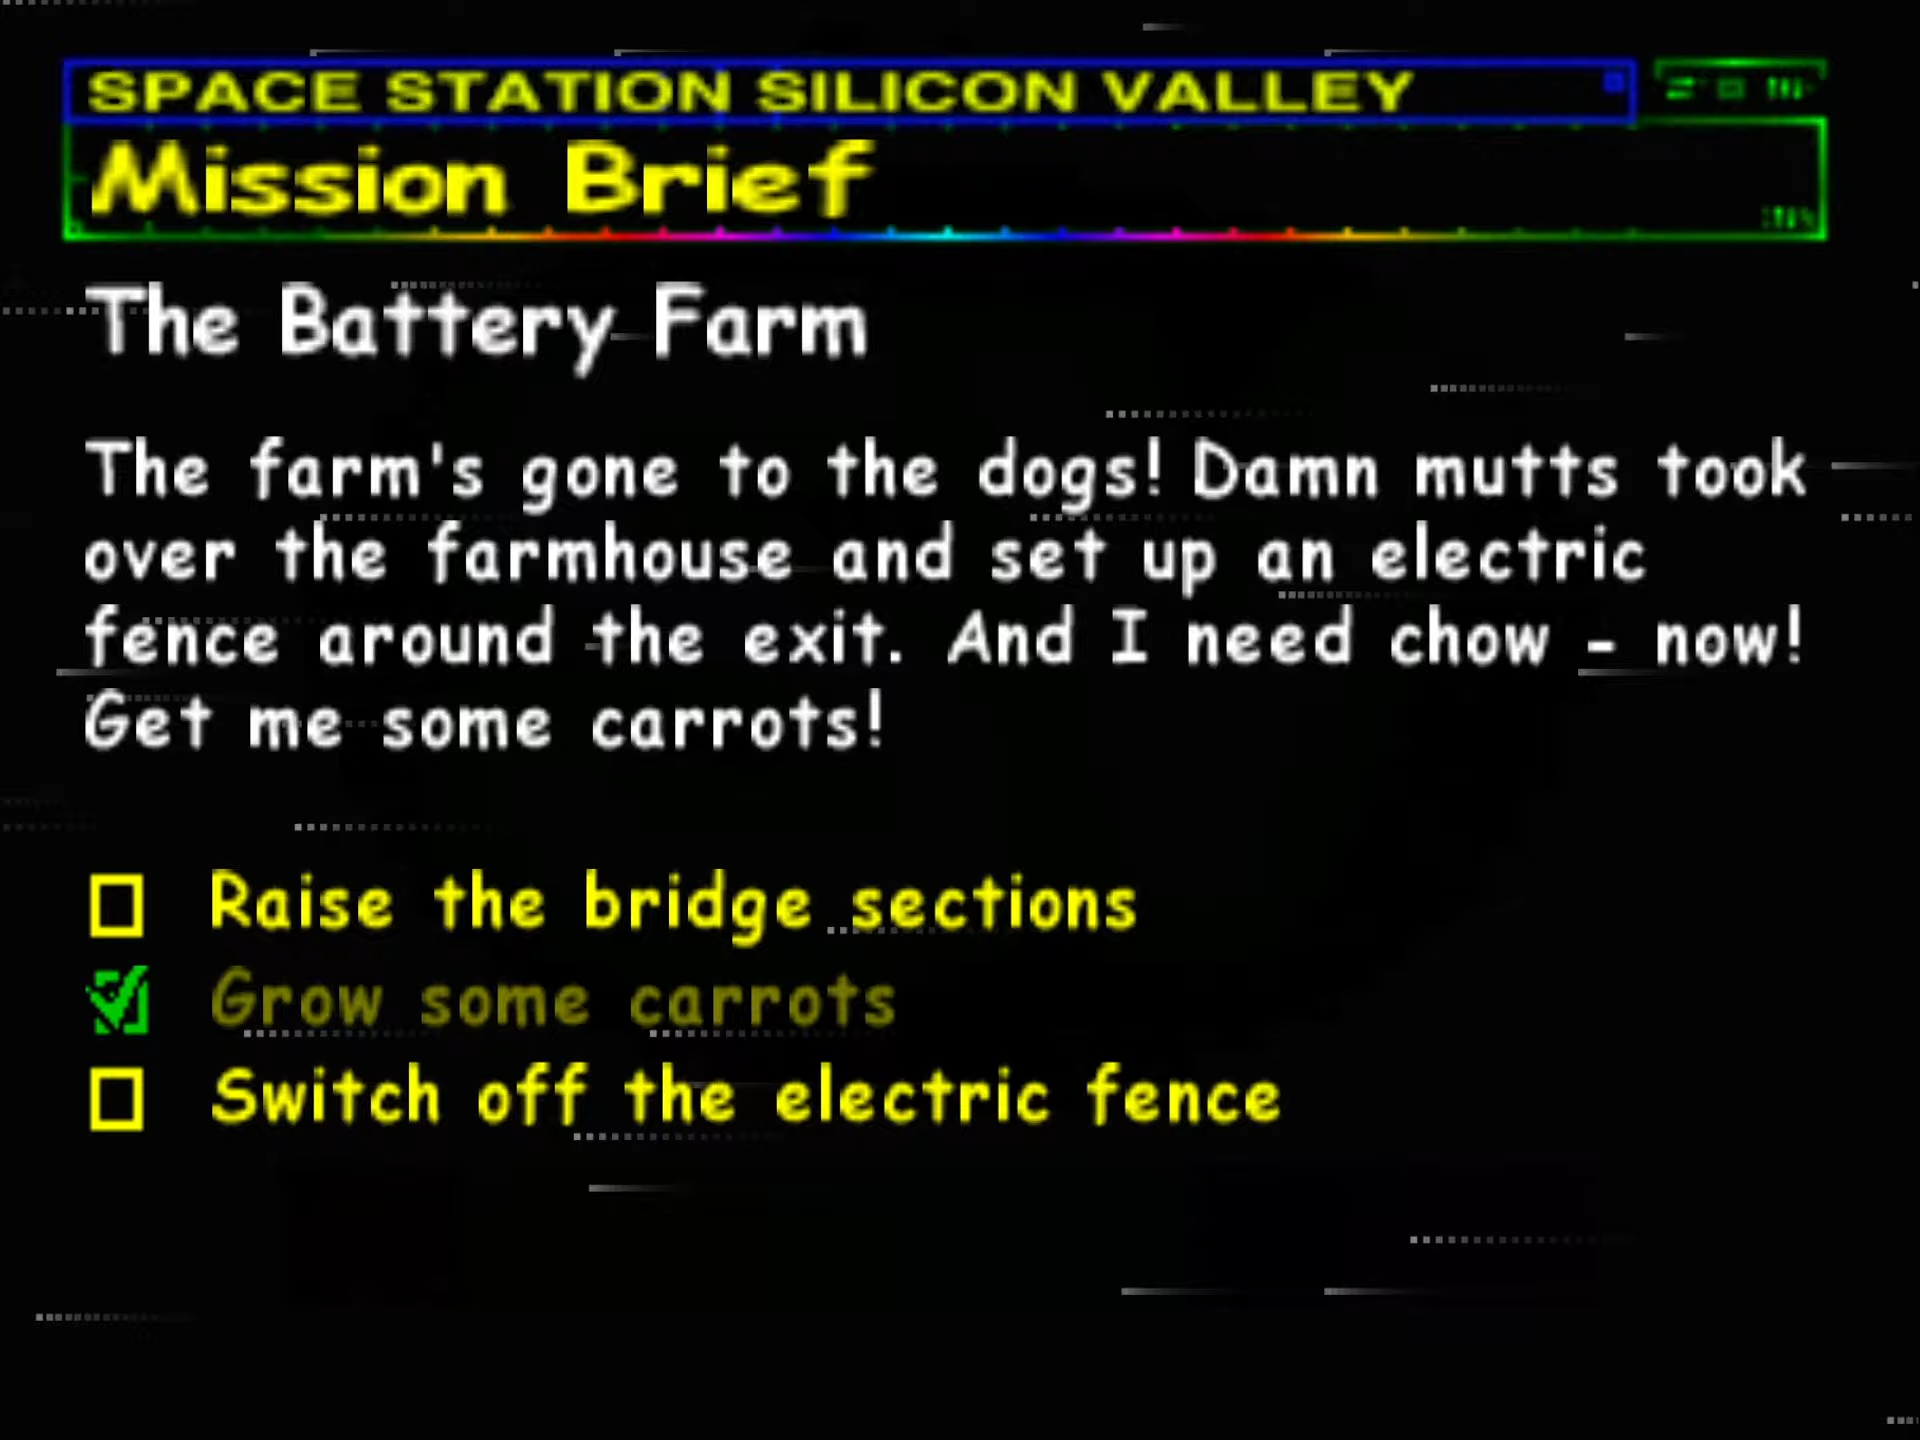 SPACE STATION SILICON VALLEY
Mission Brief
The Battery Farm
The farm's gone to the dogs! Damn mutts took
over the farmhouse and set up an electric
fence around the exit. And I need chow - now!
Get me some carrots!
Raise the bridge sections
Grow some carrots
Switch off the electric fence